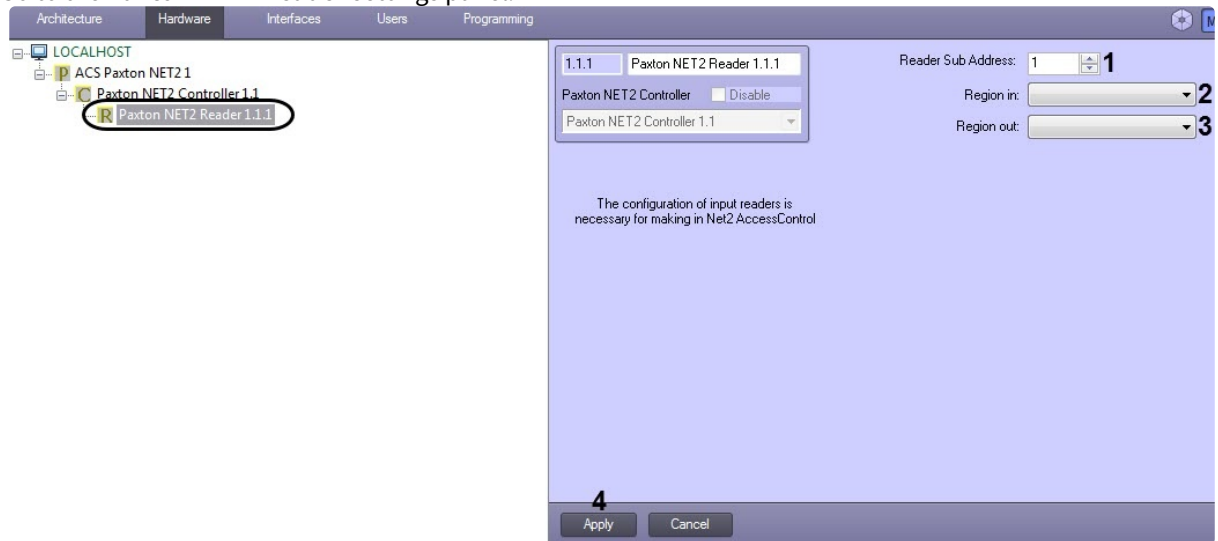 Architecture Hardware Interfaces Users Programming
LOCALHOST
P ACS Paxton NET2 1
C Paxton NET2 Controller 1.1
R Paxton NET2 Reader 1.1.1
1.1.1 Paxton NET2 Reader 1.1.1
Paxton NET2 Controller Disable
Paxton NET2 Controller 1.1
Reader Sub Address: 1 1
Region in: 2
Region out: 3
The configuration of input readers is
necessary for making in Net2 AccessControl
4
Apply Cancel